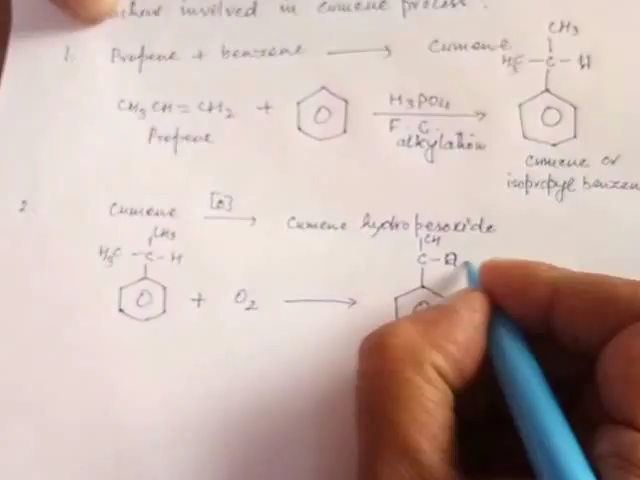 involved in cumene process.
1. Propene + benzene → Cumene
CH3
H3C - C - H
CH3CH = CH2 + H3PO4
F. C.
alkylation
Propene
Cumene or
isopropyl benzene
2. Cumene [O] → Cumene hydroperoxide
CH3
H3C - C - H
+ O2 →
CH
C -